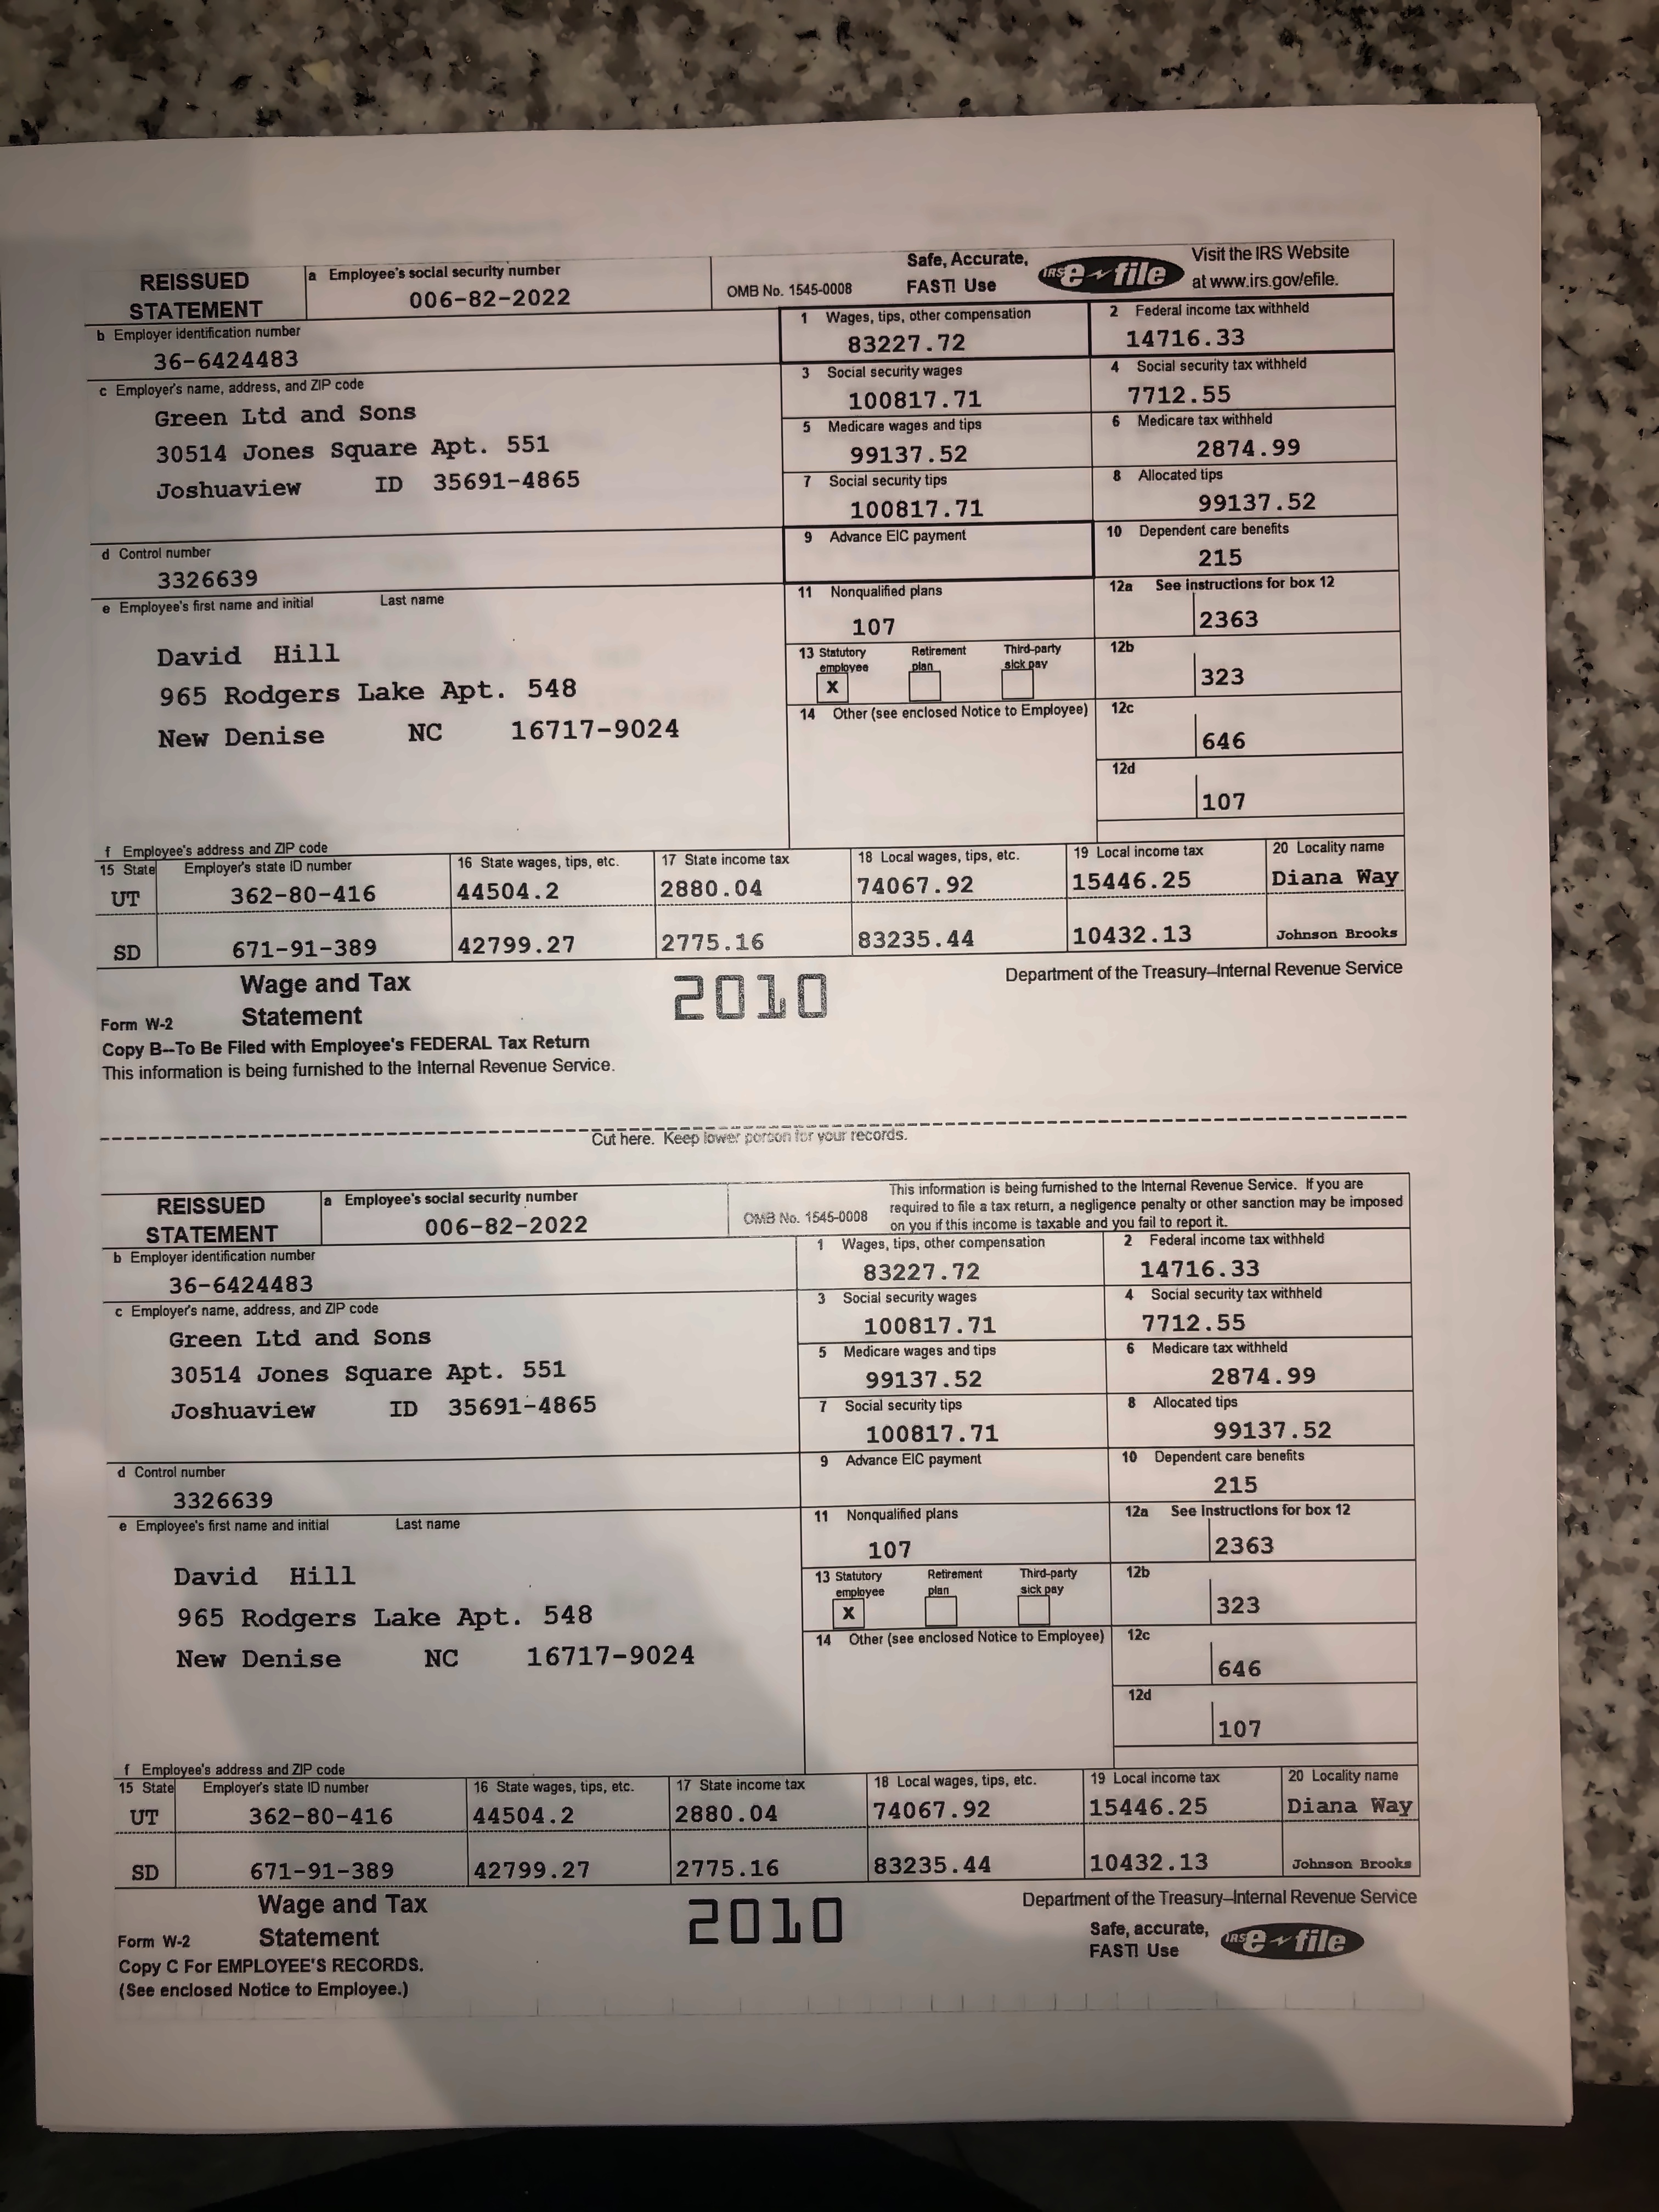 REISSUED STATEMENT
a Employee's social security number
006-82-2022
OMB No. 1545-0008
Safe, Accurate, FAST! Use
IRS e-file
Visit the IRS Website at www.irs.gov/efile.
b Employer identification number
36-6424483
1 Wages, tips, other compensation
83227.72
2 Federal income tax withheld
14716.33
c Employer's name, address, and ZIP code
Green Ltd and Sons
30514 Jones Square Apt. 551
Joshuaview ID 35691-4865
3 Social security wages
100817.71
4 Social security tax withheld
7712.55
5 Medicare wages and tips
99137.52
6 Medicare tax withheld
2874.99
7 Social security tips
100817.71
8 Allocated tips
99137.52
d Control number
3326639
9 Advance EIC payment
10 Dependent care benefits
215
e Employee's first name and initial Last name
David Hill
965 Rodgers Lake Apt. 548
New Denise NC 16717-9024
11 Nonqualified plans
107
12a See instructions for box 12
2363
13 Statutory employee Retirement plan Third-party sick pay
X
12b
323
14 Other (see enclosed Notice to Employee)
12c
646
12d
107
f Employee's address and ZIP code
15 State Employer's state ID number 16 State wages, tips, etc. 17 State income tax 18 Local wages, tips, etc. 19 Local income tax 20 Locality name
UT 362-80-416 44504.2 2880.04 74067.92 15446.25 Diana Way
SD 671-91-389 42799.27 2775.16 83235.44 10432.13 Johnson Brooks
Wage and Tax
Form W-2 Statement
2010
Department of the Treasury--Internal Revenue Service
Copy B--To Be Filed with Employee's FEDERAL Tax Return
This information is being furnished to the Internal Revenue Service.
Cut here. Keep lower porton for your records.
REISSUED STATEMENT
a Employee's social security number
006-82-2022
OMB No. 1545-0008
This information is being furnished to the Internal Revenue Service. If you are
required to file a tax return, a negligence penalty or other sanction may be imposed
on you if this income is taxable and you fail to report it.
b Employer identification number
36-6424483
1 Wages, tips, other compensation
83227.72
2 Federal income tax withheld
14716.33
c Employer's name, address, and ZIP code
Green Ltd and Sons
30514 Jones Square Apt. 551
Joshuaview ID 35691-4865
3 Social security wages
100817.71
4 Social security tax withheld
7712.55
5 Medicare wages and tips
99137.52
6 Medicare tax withheld
2874.99
7 Social security tips
100817.71
8 Allocated tips
99137.52
d Control number
3326639
9 Advance EIC payment
10 Dependent care benefits
215
e Employee's first name and initial Last name
David Hill
965 Rodgers Lake Apt. 548
New Denise NC 16717-9024
11 Nonqualified plans
107
12a See Instructions for box 12
2363
13 Statutory employee Retirement plan Third-party sick pay
X
12b
323
14 Other (see enclosed Notice to Employee)
12c
646
12d
107
f Employee's address and ZIP code
15 State Employer's state ID number 16 State wages, tips, etc. 17 State income tax 18 Local wages, tips, etc. 19 Local income tax 20 Locality name
UT 362-80-416 44504.2 2880.04 74067.92 15446.25 Diana Way
SD 671-91-389 42799.27 2775.16 83235.44 10432.13 Johnson Brooks
Wage and Tax
Form W-2 Statement
2010
Department of the Treasury--Internal Revenue Service
Safe, accurate, FAST! Use
IRS e-file
Copy C For EMPLOYEE'S RECORDS.
(See enclosed Notice to Employee.)